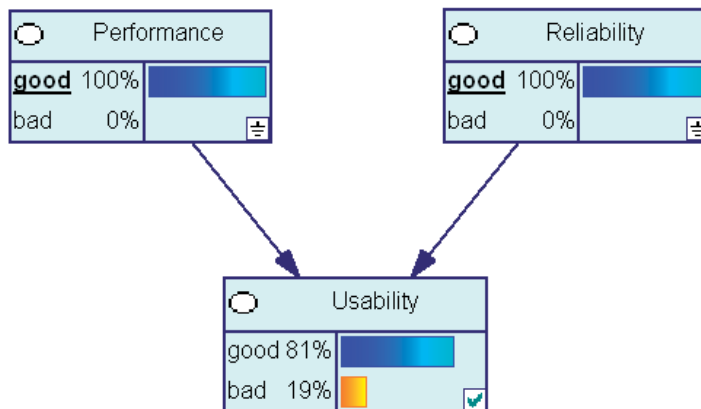 Performance
good 100%
bad 0%
Reliability
good 100%
bad 0%
Usability
good 81%
bad 19%